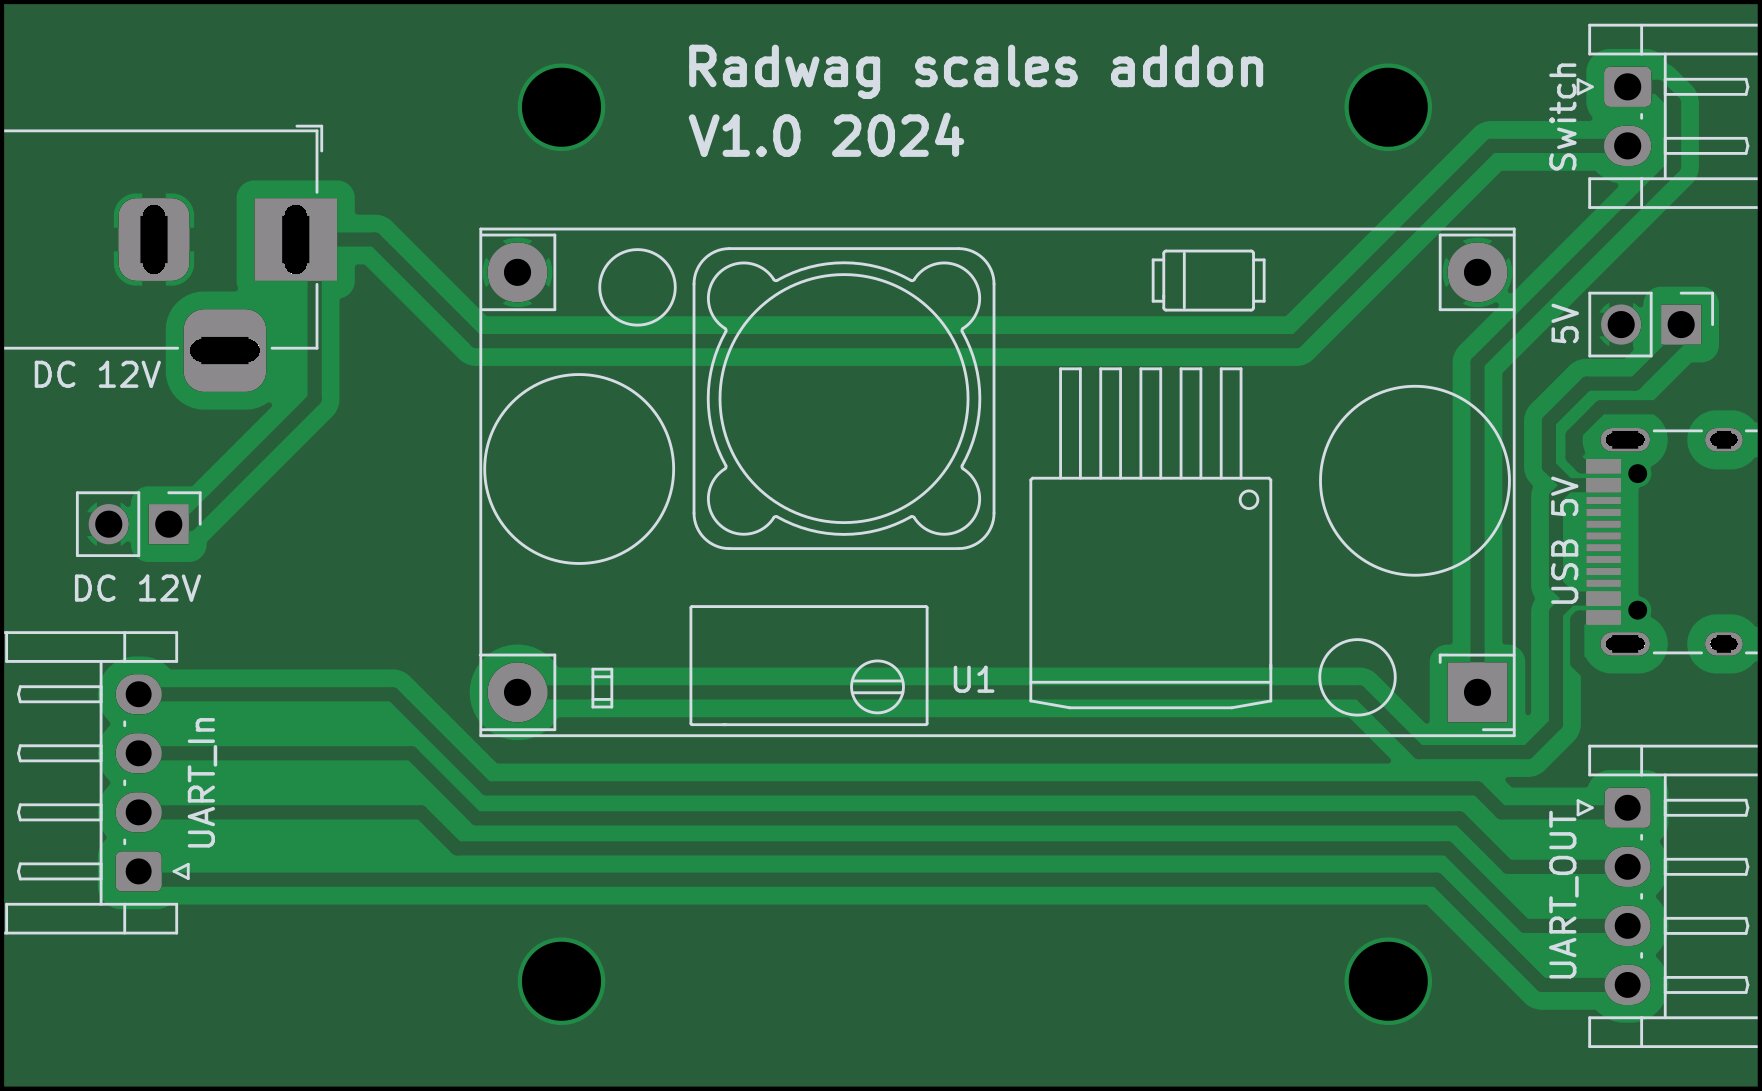 Radwag scales addon
V1.0 2024
Switch
5V
DC 12V
USB 5V
DC 12V
U1
UART_In
UART_OUT